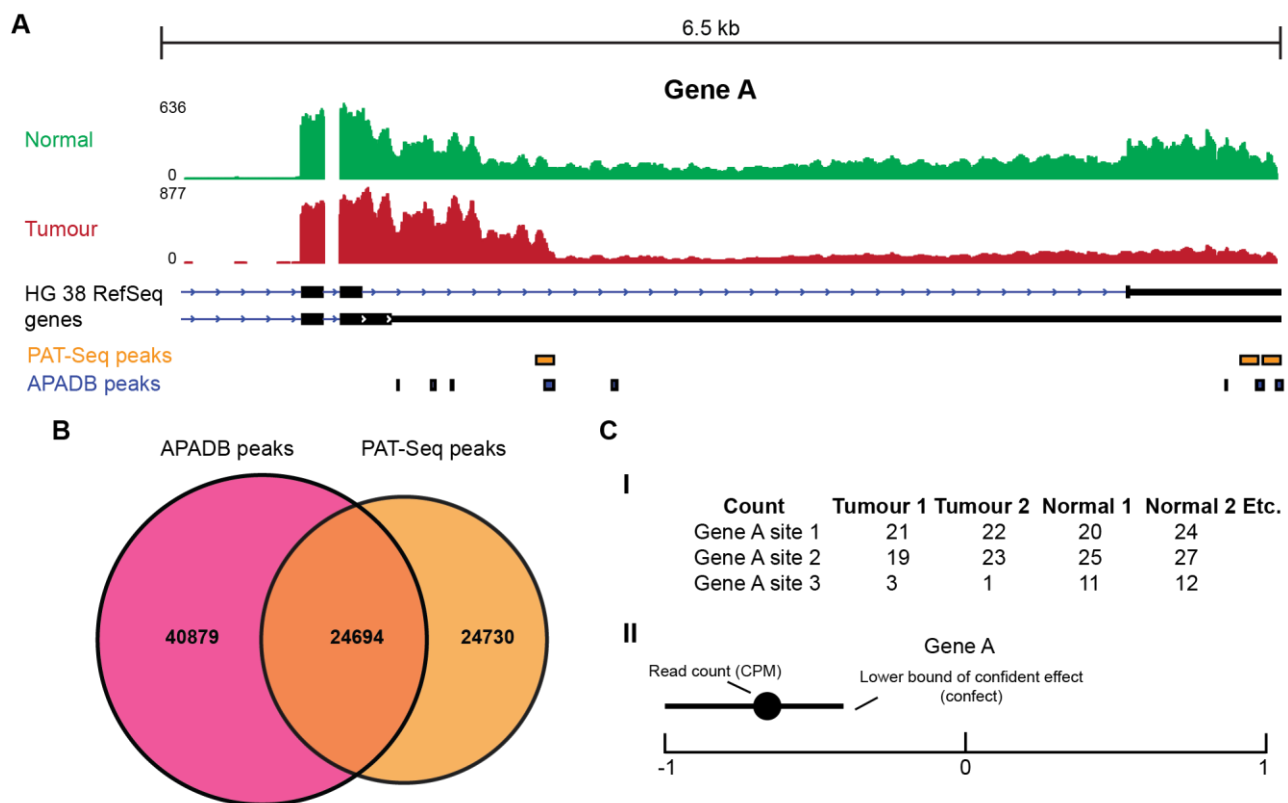 A
6.5 kb
Gene A
636
Normal
0
877
Tumour
0
HG 38 RefSeq
genes
PAT-Seq peaks
APADB peaks
B
APADB peaks
PAT-Seq peaks
40879
24694
24730
C
I
Count Tumour 1 Tumour 2 Normal 1 Normal 2 Etc.
Gene A site 1 21 22 20 24
Gene A site 2 19 23 25 27
Gene A site 3 3 1 11 12
II
Gene A
Read count (CPM)
Lower bound of confident effect
(confect)
-1 0 1